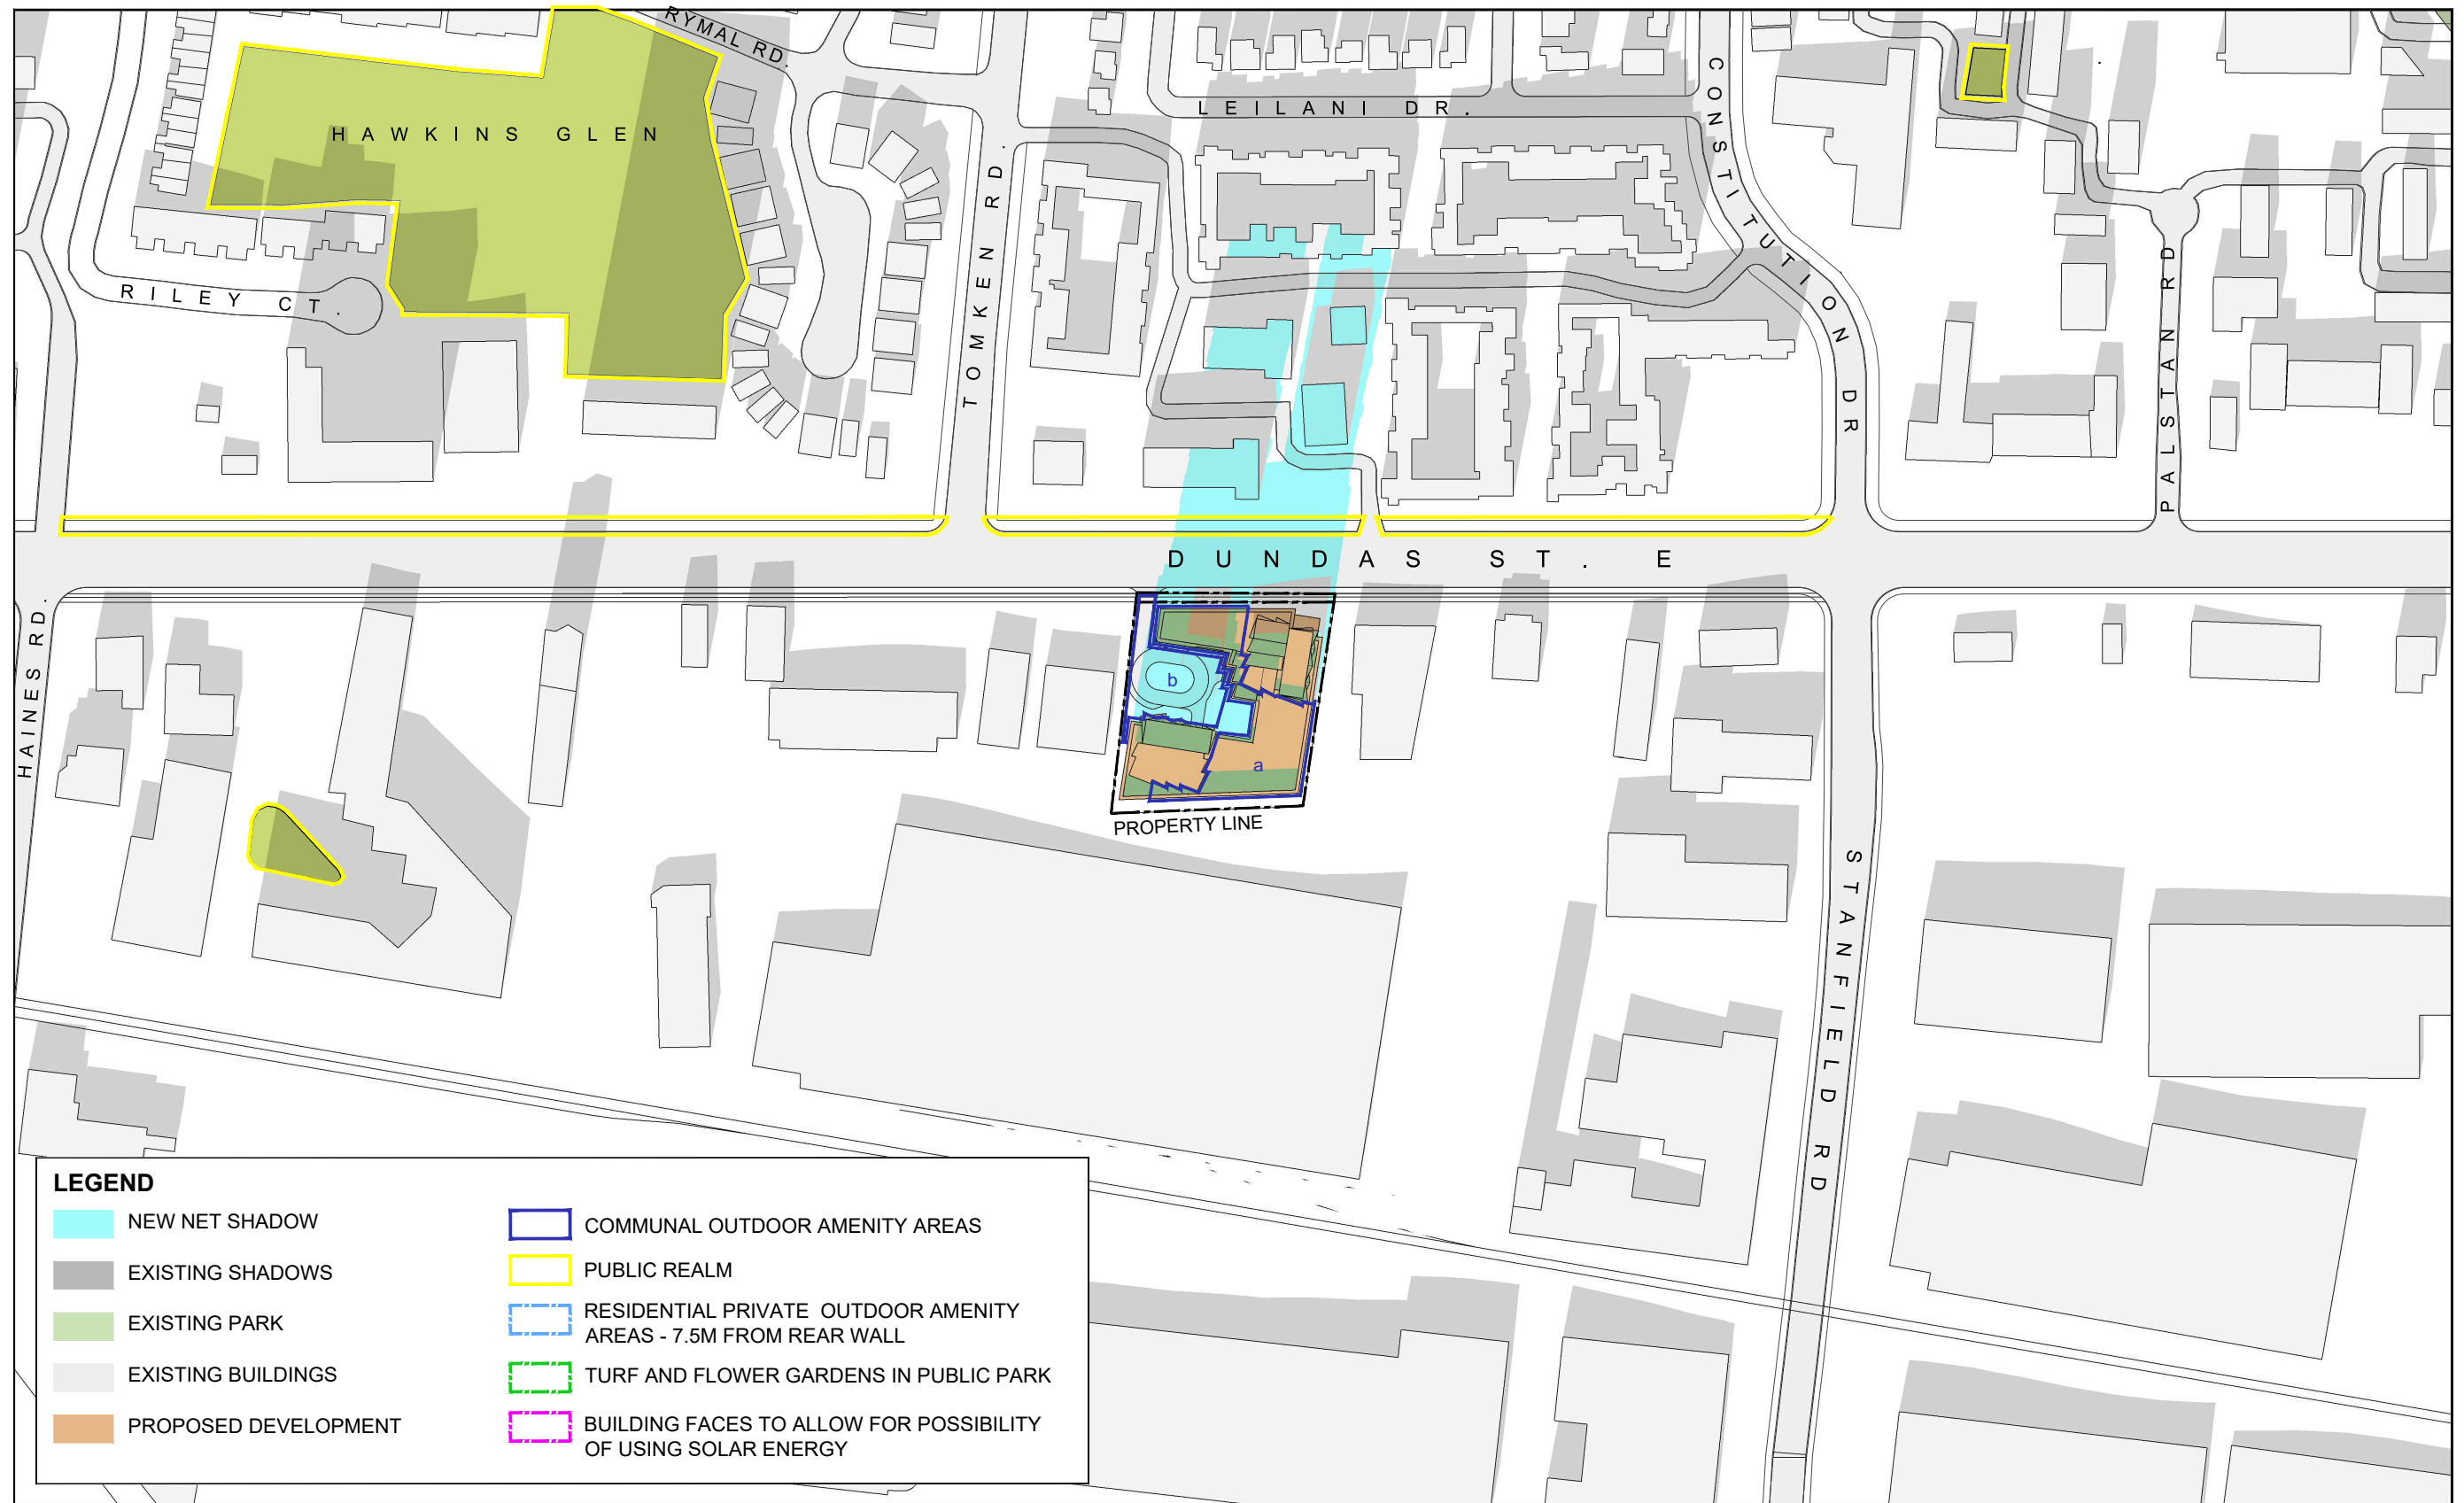 RYMAL RD.
HAWKINS GLEN
LEILANI DR.
CONSTITUTION DR
TOMKEN RD.
RILEY CT.
PALSTAN RD
DUNDAS ST. E
HAINES RD.
b
a
PROPERTY LINE
STANFIELD RD
LEGEND
NEW NET SHADOW
EXISTING SHADOWS
EXISTING PARK
EXISTING BUILDINGS
PROPOSED DEVELOPMENT
COMMUNAL OUTDOOR AMENITY AREAS
PUBLIC REALM
RESIDENTIAL PRIVATE OUTDOOR AMENITY
AREAS - 7.5M FROM REAR WALL
TURF AND FLOWER GARDENS IN PUBLIC PARK
BUILDING FACES TO ALLOW FOR POSSIBILITY
OF USING SOLAR ENERGY